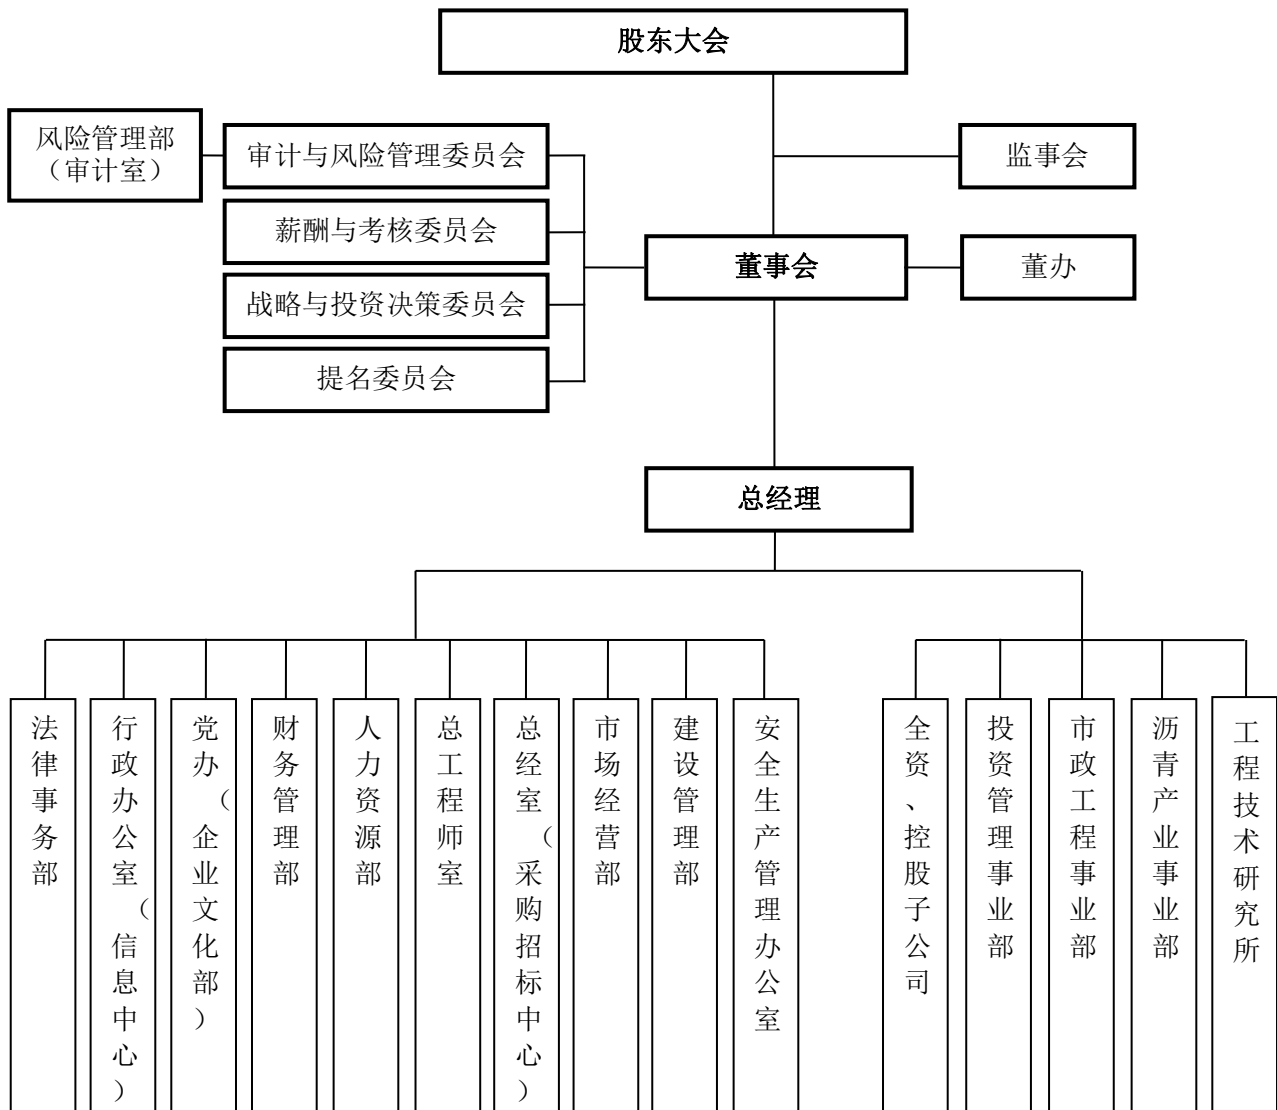 股东大会
风险管理部
（审计室）
审计与风险管理委员会
监事会
薪酬与考核委员会
董事会
董办
战略与投资决策委员会
提名委员会
总经理
法律事务部
行政办公室（信息中心）
党办（企业文化部）
财务管理部
人力资源部
总工程师室
总经室（采购招标中心）
市场经营部
建设管理部
安全生产管理办公室
全资、控股子公司
投资管理事业部
市政工程事业部
沥青产业事业部
工程技术研究所